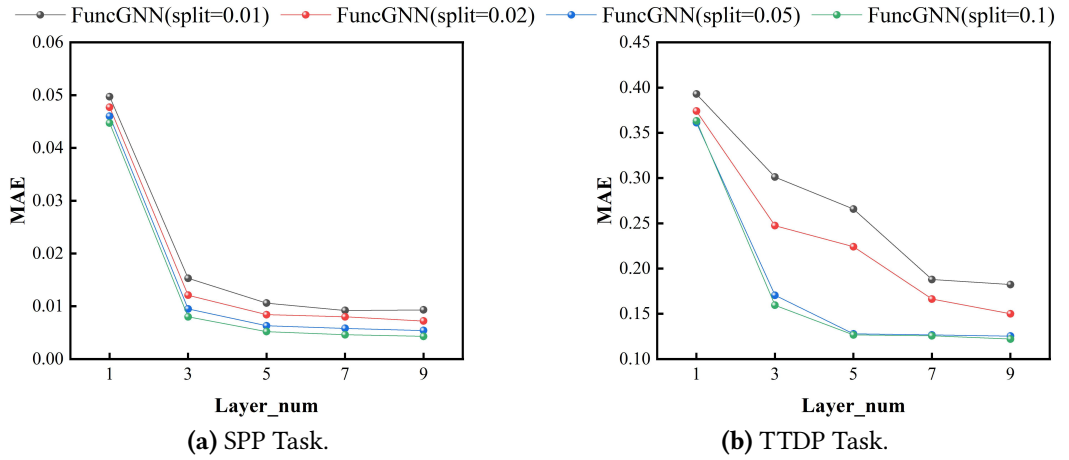 FuncGNN(split=0.01) FuncGNN(split=0.02) FuncGNN(split=0.05) FuncGNN(split=0.1)
0.06
0.05
0.04
0.03
0.02
0.01
0.00
MAE
1 3 5 7 9
Layer_num
(a) SPP Task.
0.45
0.40
0.35
0.30
0.25
0.20
0.15
0.10
MAE
1 3 5 7 9
Layer_num
(b) TTDP Task.